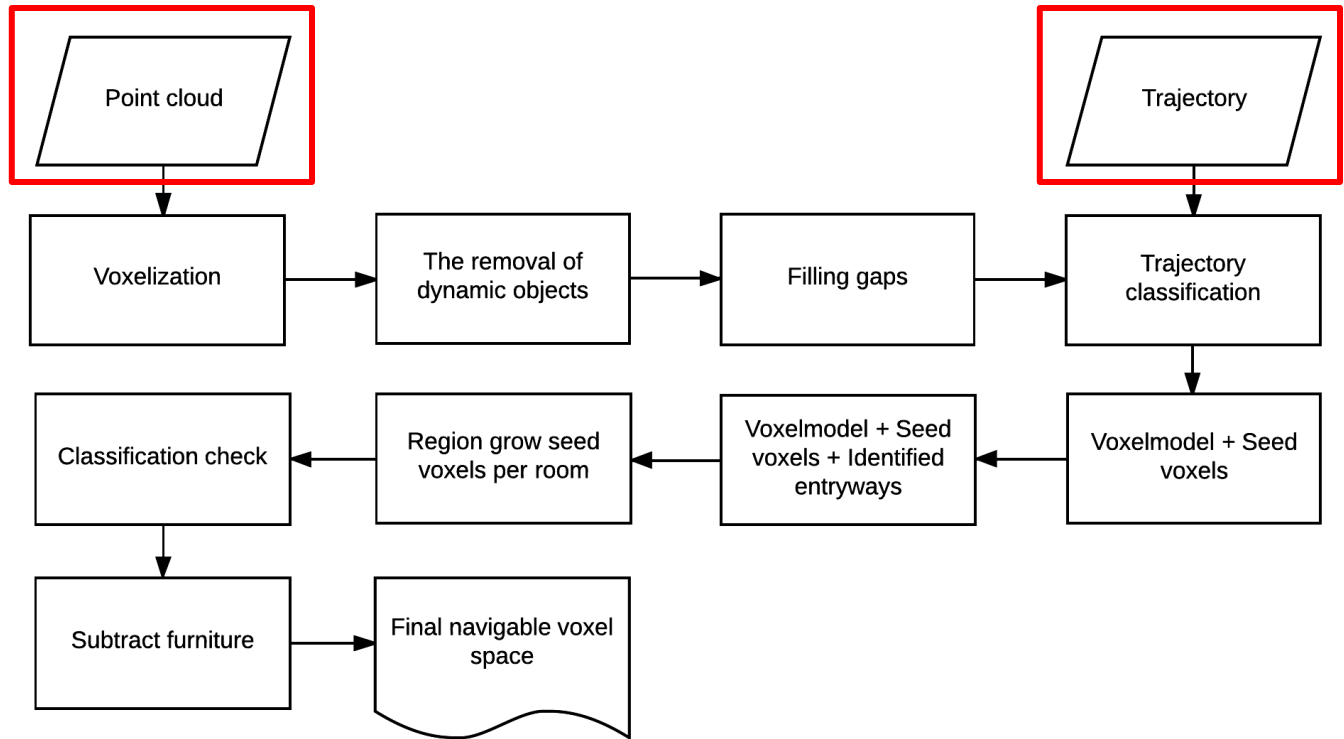 Point cloud
Trajectory
Voxelization
The removal of
dynamic objects
Filling gaps
Trajectory
classification
Classification check
Region grow seed
voxels per room
Voxelmodel + Seed
voxels + Identified
entryways
Voxelmodel + Seed
voxels
Subtract furniture
Final navigable voxel
space